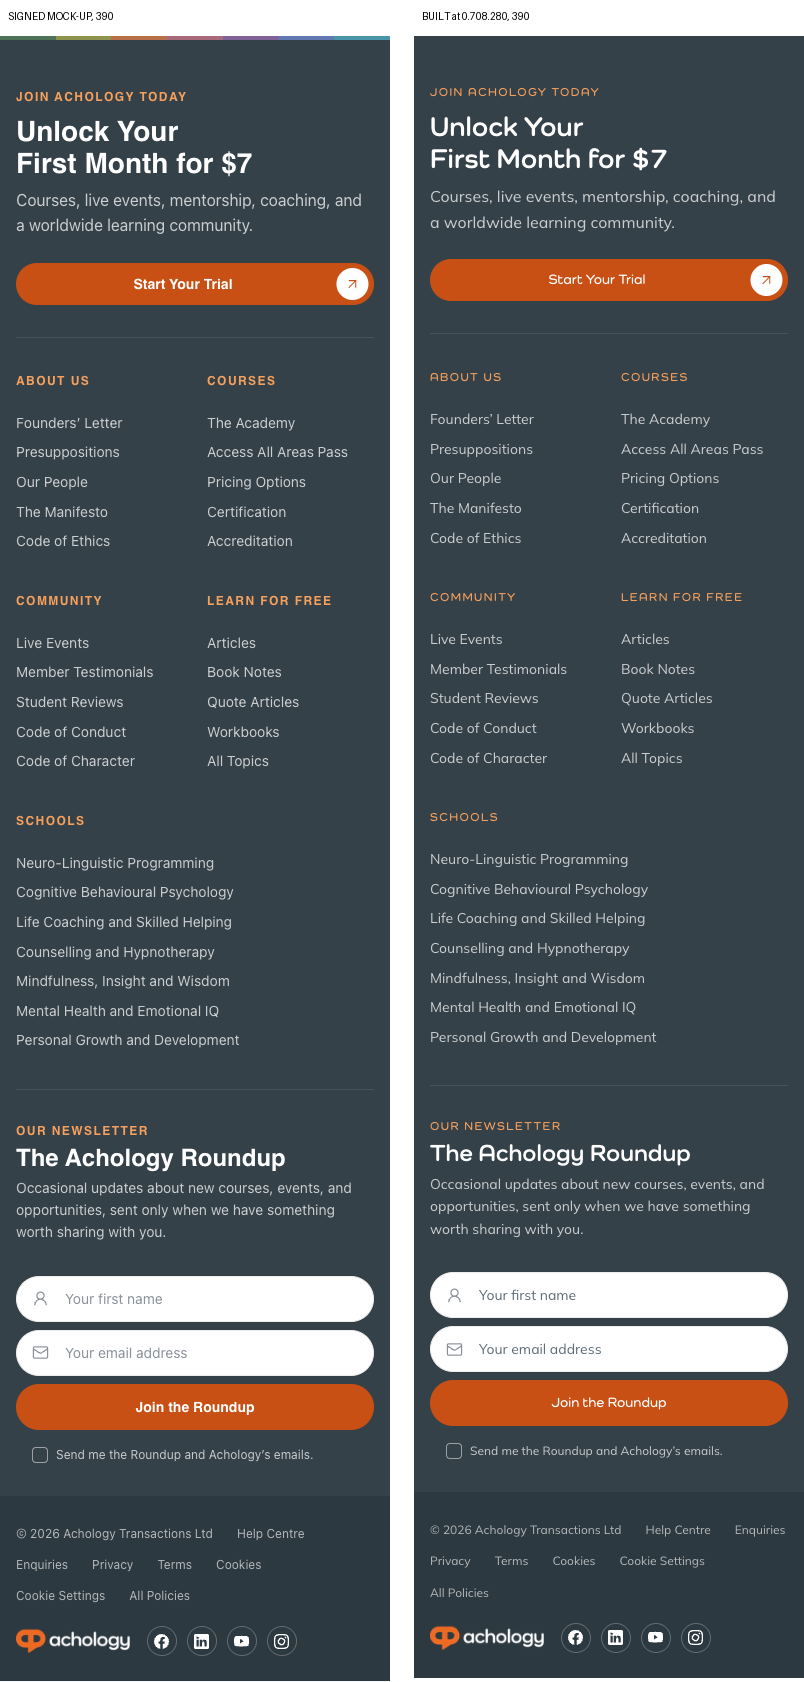 SIGNED MOCK-UP, 390
JOIN ACHOLOGY TODAY
Unlock Your
First Month for $7
Courses, live events, mentorship, coaching, and
a worldwide learning community.
Start Your Trial
ABOUT US
Founders’ Letter
Presuppositions
Our People
The Manifesto
Code of Ethics
COURSES
The Academy
Access All Areas Pass
Pricing Options
Certification
Accreditation
COMMUNITY
Live Events
Member Testimonials
Student Reviews
Code of Conduct
Code of Character
LEARN FOR FREE
Articles
Book Notes
Quote Articles
Workbooks
All Topics
SCHOOLS
Neuro-Linguistic Programming
Cognitive Behavioural Psychology
Life Coaching and Skilled Helping
Counselling and Hypnotherapy
Mindfulness, Insight and Wisdom
Mental Health and Emotional IQ
Personal Growth and Development
OUR NEWSLETTER
The Achology Roundup
Occasional updates about new courses, events, and
opportunities, sent only when we have something
worth sharing with you.
Your first name
Your email address
Join the Roundup
Send me the Roundup and Achology’s emails.
© 2026 Achology Transactions Ltd Help Centre
Enquiries Privacy Terms Cookies
Cookie Settings All Policies
achology
BUILT at 0.708.280, 390
JOIN ACHOLOGY TODAY
Unlock Your
First Month for $7
Courses, live events, mentorship, coaching, and
a worldwide learning community.
Start Your Trial
ABOUT US
Founders’ Letter
Presuppositions
Our People
The Manifesto
Code of Ethics
COURSES
The Academy
Access All Areas Pass
Pricing Options
Certification
Accreditation
COMMUNITY
Live Events
Member Testimonials
Student Reviews
Code of Conduct
Code of Character
LEARN FOR FREE
Articles
Book Notes
Quote Articles
Workbooks
All Topics
SCHOOLS
Neuro-Linguistic Programming
Cognitive Behavioural Psychology
Life Coaching and Skilled Helping
Counselling and Hypnotherapy
Mindfulness, Insight and Wisdom
Mental Health and Emotional IQ
Personal Growth and Development
OUR NEWSLETTER
The Achology Roundup
Occasional updates about new courses, events, and
opportunities, sent only when we have something
worth sharing with you.
Your first name
Your email address
Join the Roundup
Send me the Roundup and Achology’s emails.
© 2026 Achology Transactions Ltd Help Centre Enquiries
Privacy Terms Cookies Cookie Settings
All Policies
achology